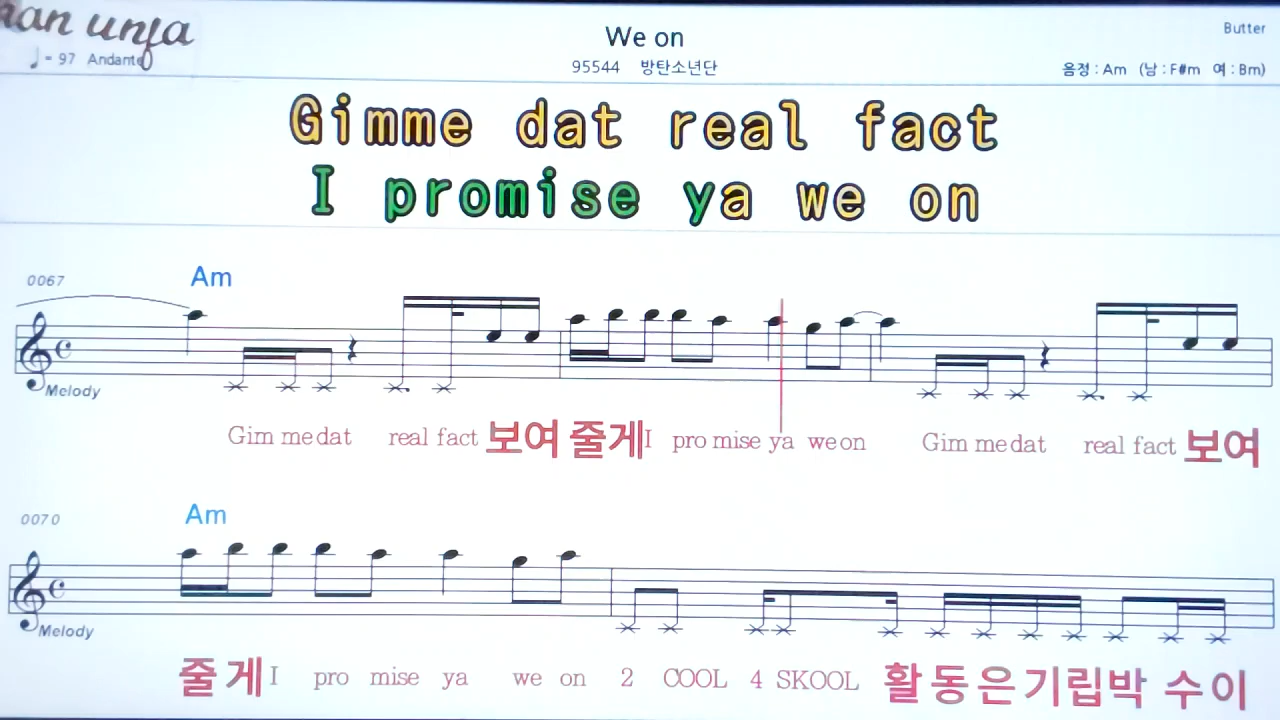 an unja
♩= 97 Andante
We on
95544 방탄소년단
Butter
음정 : Am (남 : F#m 여 : Bm)
Gimme dat real fact
I promise ya we on
0067 Am
Melody
Gim me dat real fact 보여 줄게 I pro mise ya we on Gim me dat real fact 보여
0070 Am
Melody
줄 게 I pro mise ya we on 2 COOL 4 SKOOL 활 동 은 기 립 박 수 이